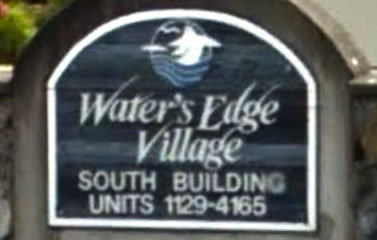 Water's Edge
Village
SOUTH BUILDING
UNITS 1129-4165